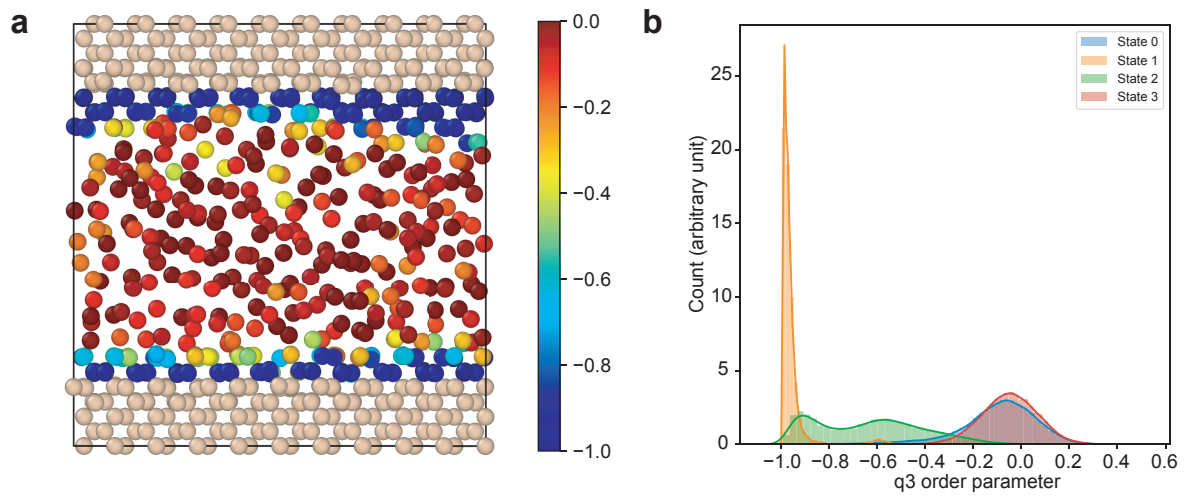 a
0.0
−0.2
−0.4
−0.6
−0.8
−1.0
b
State 0
State 1
State 2
State 3
Count (arbitrary unit)
25
20
15
10
5
0
−1.0 −0.8 −0.6 −0.4 −0.2 0.0 0.2 0.4 0.6
q3 order parameter